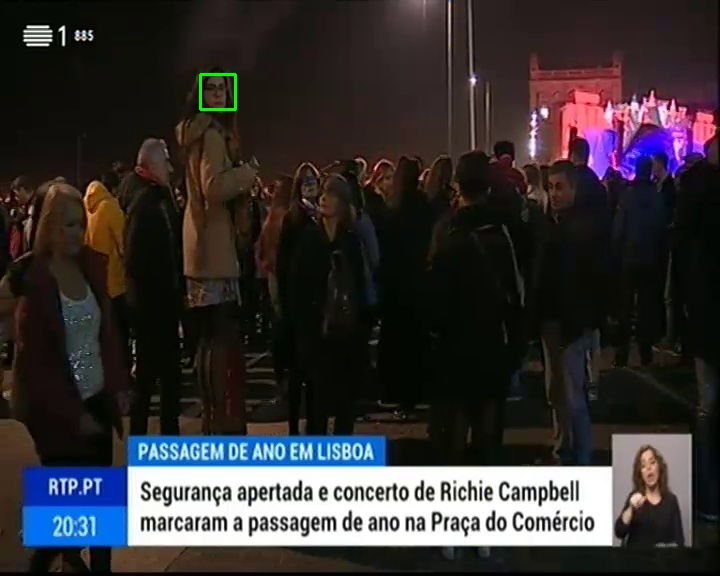 1 885
PASSAGEM DE ANO EM LISBOA
RTP.PT
Segurança apertada e concerto de Richie Campbell
20:31
marcaram a passagem de ano na Praça do Comércio